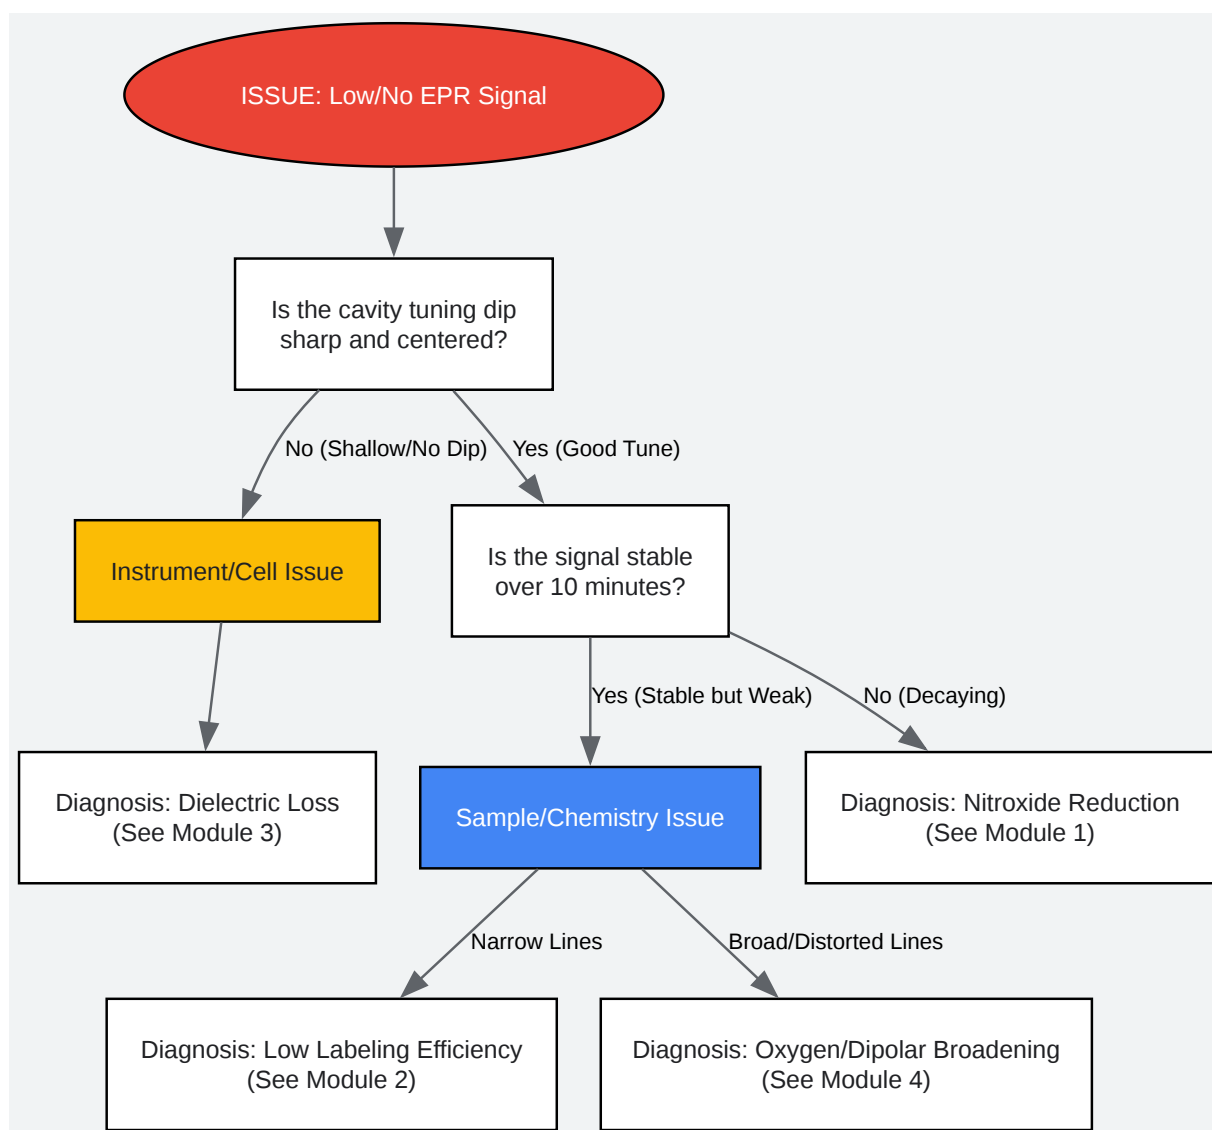 ISSUE: Low/No EPR Signal
Is the cavity tuning dip
sharp and centered?
No (Shallow/No Dip)
Yes (Good Tune)
Instrument/Cell Issue
Is the signal stable
over 10 minutes?
Yes (Stable but Weak)
No (Decaying)
Diagnosis: Dielectric Loss
(See Module 3)
Sample/Chemistry Issue
Diagnosis: Nitroxide Reduction
(See Module 1)
Narrow Lines
Broad/Distorted Lines
Diagnosis: Low Labeling Efficiency
(See Module 2)
Diagnosis: Oxygen/Dipolar Broadening
(See Module 4)